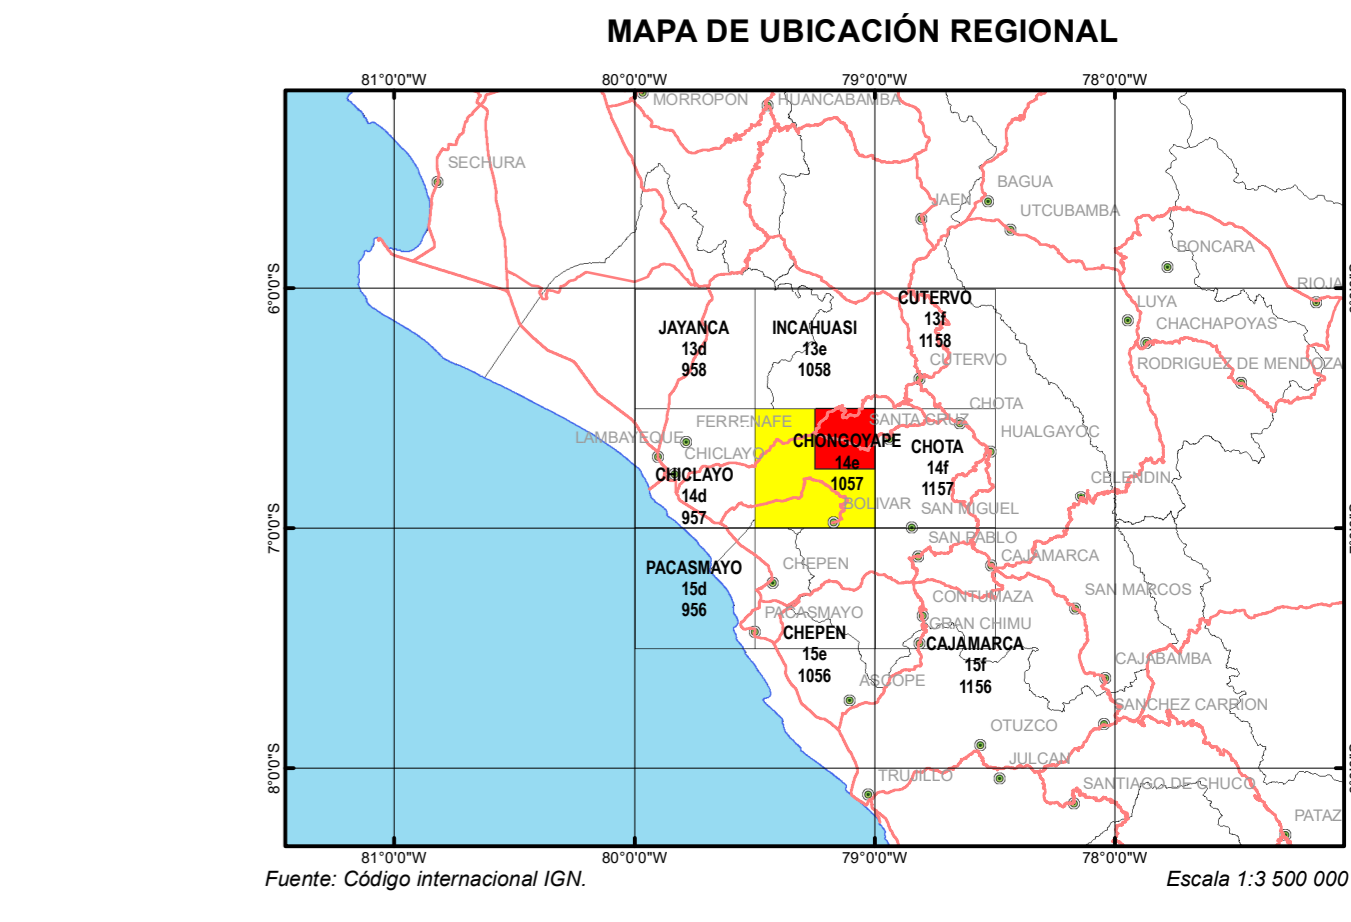 MAPA DE UBICACIÓN REGIONAL
81°0'0"W
80°0'0"W
79°0'0"W
78°0'0"W
MORROPON
HUANCABAMBA
SECHURA
BAGUA
JAEN
UTCUBAMBA
BONCARA
6°0'0"S
RIOJA
CUTERVO
13f
1158
LUYA
CHACHAPOYAS
JAYANCA
13d
958
INCAHUASI
13e
1058
CUTERVO
RODRIGUEZ DE MENDOZA
CHOTA
FERREÑAFE
SANTA CRUZ
HUALGAYOC
LAMBAYEQUE
CHONGOYAPE
14e
1057
CHOTA
14f
1157
CHICLAYO
CHICLAYO
14d
957
CELENDIN
BOLIVAR
SAN MIGUEL
7°0'0"S
SAN PABLO
CAJAMARCA
PACASMAYO
15d
956
CHEPEN
SAN MARCOS
CONTUMAZA
PACASMAYO
GRAN CHIMU
CHEPEN
15e
1056
CAJAMARCA
15f
1156
CAJABAMBA
ASCOPE
SANCHEZ CARRION
OTUZCO
8°0'0"S
JULCAN
TRUJILLO
SANTIAGO DE CHUCO
PATAZ
81°0'0"W
80°0'0"W
79°0'0"W
78°0'0"W
Fuente: Código internacional IGN.
Escala 1:3 500 000